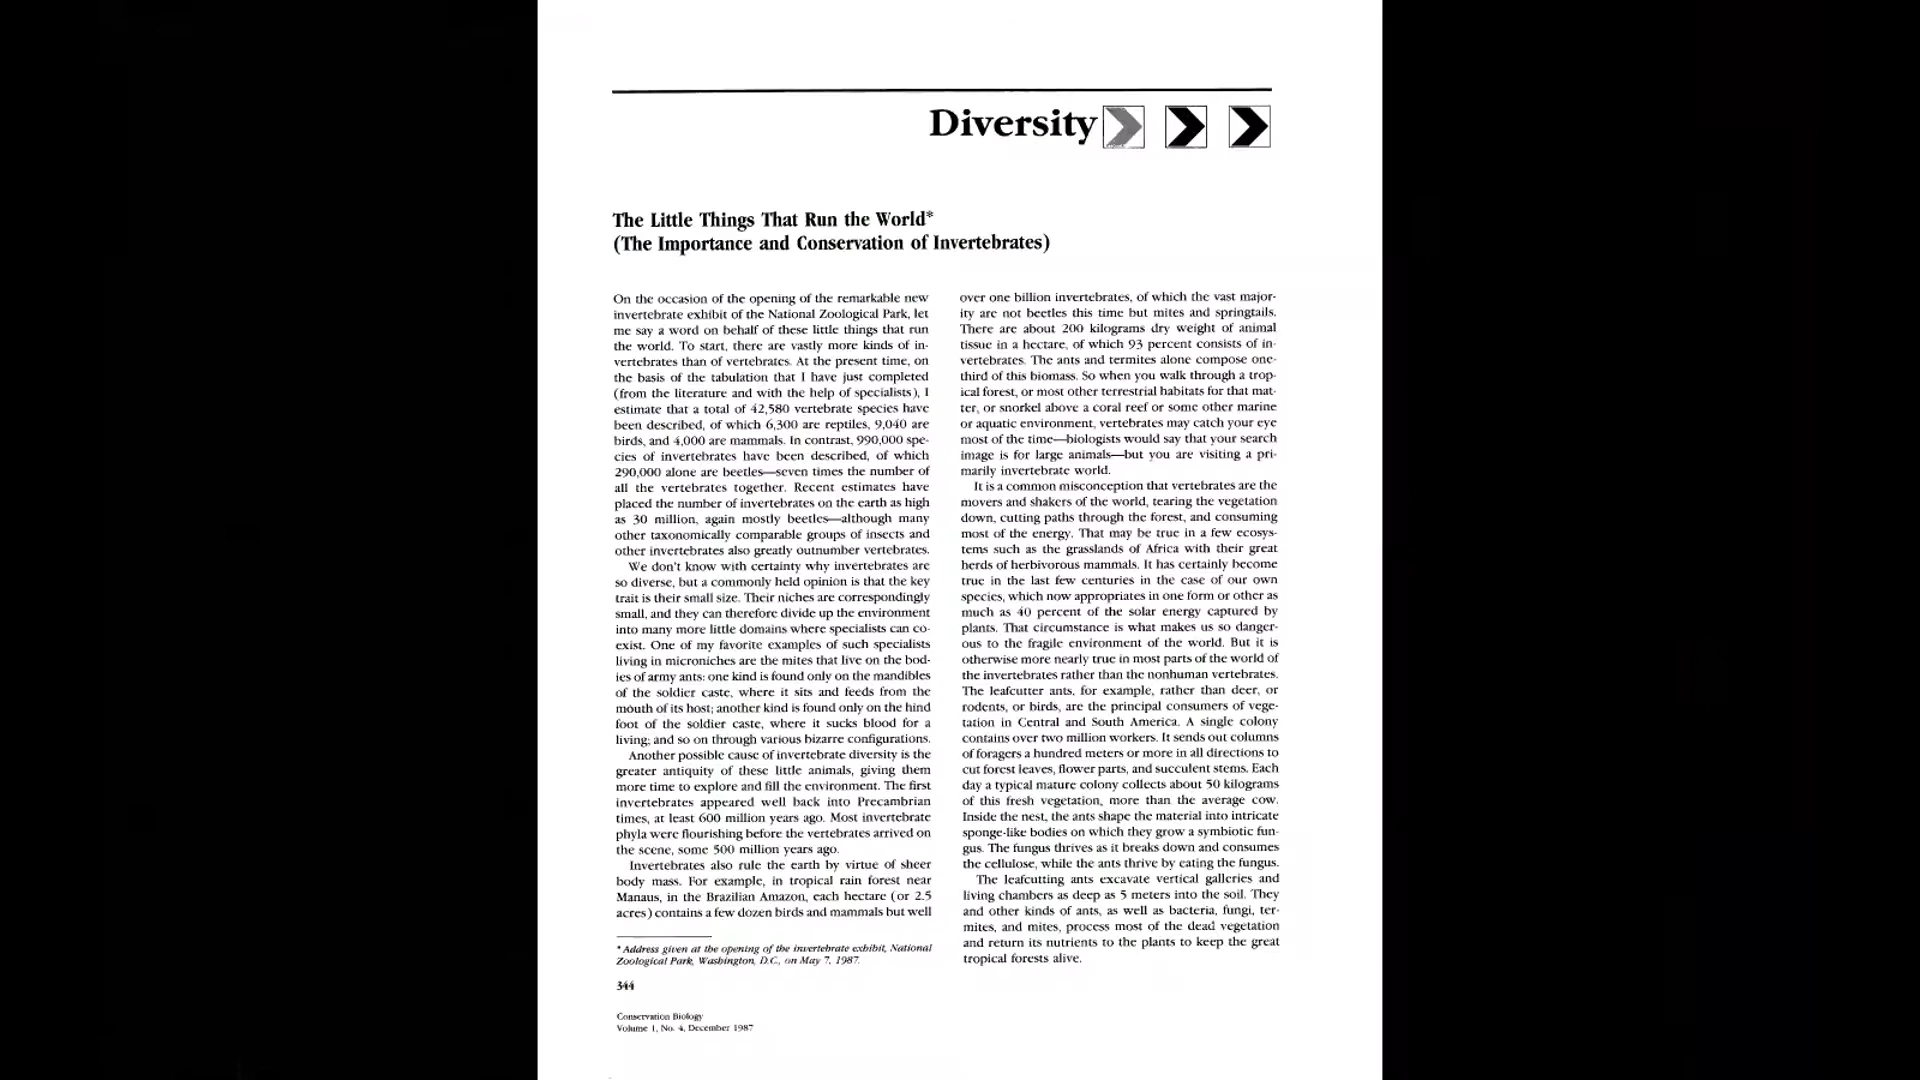 Diversity
The Little Things That Run the World*
(The Importance and Conservation of Invertebrates)
On the occasion of the opening of the remarkable new
invertebrate exhibit of the National Zoological Park, let
me say a word on behalf of these little things that run
the world. To start, there are vastly more kinds of in-
vertebrates than of vertebrates. At the present time, on
the basis of the tabulation that I have just completed
(from the literature and with the help of specialists), I
estimate that a total of 42,580 vertebrate species have
been described, of which 6,300 are reptiles, 9,040 are
birds, and 4,000 are mammals. In contrast, 990,000 spe-
cies of invertebrates have been described, of which
290,000 alone are beetles—seven times the number of
all the vertebrates together. Recent estimates have
placed the number of invertebrates on the earth as high
as 30 million, again mostly beetles—although many
other taxonomically comparable groups of insects and
other invertebrates also greatly outnumber vertebrates.
We don't know with certainty why invertebrates are
so diverse, but a commonly held opinion is that the key
trait is their small size. Their niches are correspondingly
small, and they can therefore divide up the environment
into many more little domains where specialists can co-
exist. One of my favorite examples of such specialists
living in microniches are the mites that live on the bod-
ies of army ants: one kind is found only on the mandibles
of the soldier caste, where it sits and feeds from the
mouth of its host; another kind is found only on the hind
foot of the soldier caste, where it sucks blood for a
living; and so on through various bizarre configurations.
Another possible cause of invertebrate diversity is the
greater antiquity of these little animals, giving them
more time to explore and fill the environment. The first
invertebrates appeared well back into Precambrian
times, at least 600 million years ago. Most invertebrate
phyla were flourishing before the vertebrates arrived on
the scene, some 500 million years ago.
Invertebrates also rule the earth by virtue of sheer
body mass. For example, in tropical rain forest near
Manaus, in the Brazilian Amazon, each hectare (or 2.5
acres) contains a few dozen birds and mammals but well
* Address given at the opening of the invertebrate exhibit, National
Zoological Park, Washington, D.C., on May 7, 1987.
344
Conservation Biology
Volume 1, No. 4, December 1987
over one billion invertebrates, of which the vast major-
ity are not beetles this time but mites and springtails.
There are about 200 kilograms dry weight of animal
tissue in a hectare, of which 93 percent consists of in-
vertebrates. The ants and termites alone compose one-
third of this biomass. So when you walk through a trop-
ical forest, or most other terrestrial habitats for that mat-
ter, or snorkel above a coral reef or some other marine
or aquatic environment, vertebrates may catch your eye
most of the time—biologists would say that your search
image is for large animals—but you are visiting a pri-
marily invertebrate world.
It is a common misconception that vertebrates are the
movers and shakers of the world, tearing the vegetation
down, cutting paths through the forest, and consuming
most of the energy. That may be true in a few ecosys-
tems such as the grasslands of Africa with their great
herds of herbivorous mammals. It has certainly become
true in the last few centuries in the case of our own
species, which now appropriates in one form or other as
much as 40 percent of the solar energy captured by
plants. That circumstance is what makes us so danger-
ous to the fragile environment of the world. But it is
otherwise more nearly true in most parts of the world of
the invertebrates rather than the nonhuman vertebrates.
The leafcutter ants, for example, rather than deer, or
rodents, or birds, are the principal consumers of vege-
tation in Central and South America. A single colony
contains over two million workers. It sends out columns
of foragers a hundred meters or more in all directions to
cut forest leaves, flower parts, and succulent stems. Each
day a typical mature colony collects about 50 kilograms
of this fresh vegetation, more than the average cow.
Inside the nest, the ants shape the material into intricate
sponge-like bodies on which they grow a symbiotic fun-
gus. The fungus thrives as it breaks down and consumes
the cellulose, while the ants thrive by eating the fungus.
The leafcutting ants excavate vertical galleries and
living chambers as deep as 5 meters into the soil. They
and other kinds of ants, as well as bacteria, fungi, ter-
mites, and mites, process most of the dead vegetation
and return its nutrients to the plants to keep the great
tropical forests alive.